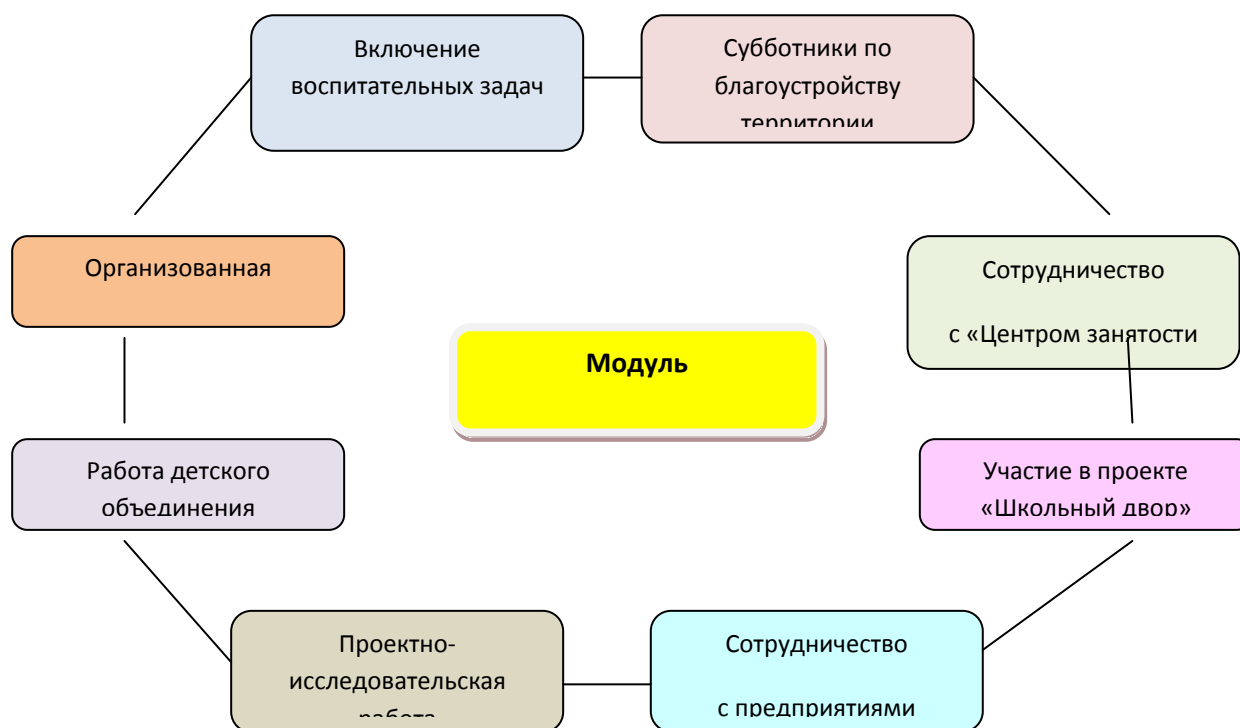 Включение
воспитательных задач
Субботники по
благоустройству
территории
Организованная
Сотрудничество
с «Центром занятости
Модуль
Работа детского
объединения
Участие в проекте
«Школьный двор»
Проектно-
исследовательская
работа
Сотрудничество
с предприятиями